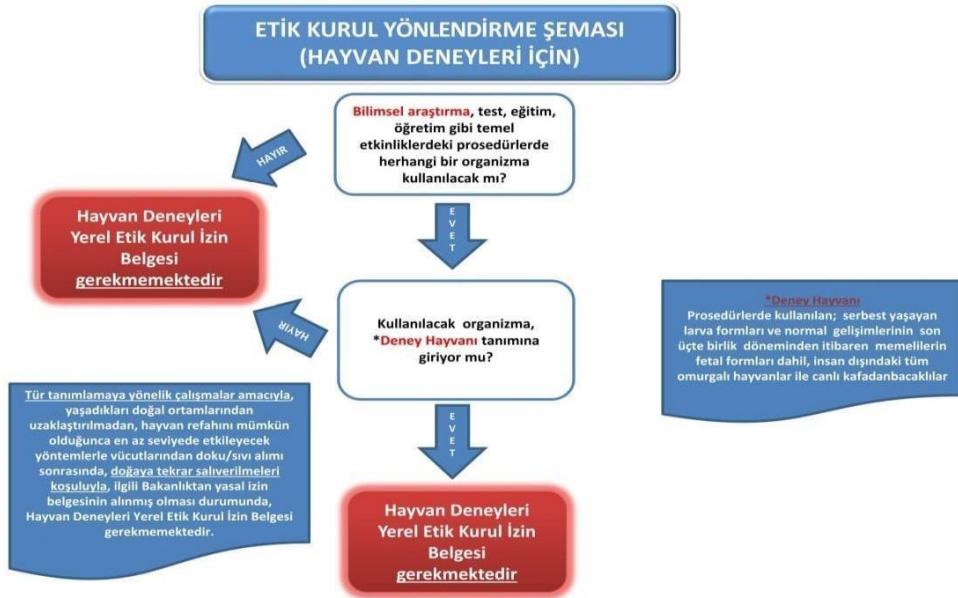 ETİK KURUL YÖNLENDİRME ŞEMASI
(HAYVAN DENEYLERİ İÇİN)
Bilimsel araştırma, test, eğitim,
öğretim gibi temel
etkinliklerdeki prosedürlerde
herhangi bir organizma
kullanılacak mı?
HAYIR
EVET
Hayvan Deneyleri
Yerel Etik Kurul İzin
Belgesi
gerekmemektedir
Kullanılacak organizma,
*Deney Hayvanı tanımına
giriyor mu?
HAYIR
EVET
*Deney Hayvanı
Prosedürlerde kullanılan; serbest yaşayan
larva formları ve normal gelişimlerinin son
üçte birlik döneminden itibaren memelilerin
fetal formları dahil, insan dışındaki tüm
omurgalı hayvanlar ile canlı kafadanbacaklılar
Tür tanımlamaya yönelik çalışmalar amacıyla,
yaşadıkları doğal ortamlarından
uzaklaştırılmadan, hayvan refahını mümkün
olduğunca en az seviyede etkileyecek
yöntemlerle vücutlarından doku/sıvı alımı
sonrasında, doğaya tekrar salıverilmeleri
koşuluyla, ilgili Bakanlıktan yasal izin
belgesinin alınmış olması durumunda,
Hayvan Deneyleri Yerel Etik Kurul İzin Belgesi
gerekmemektedir.
Hayvan Deneyleri
Yerel Etik Kurul İzin
Belgesi
gerekmektedir